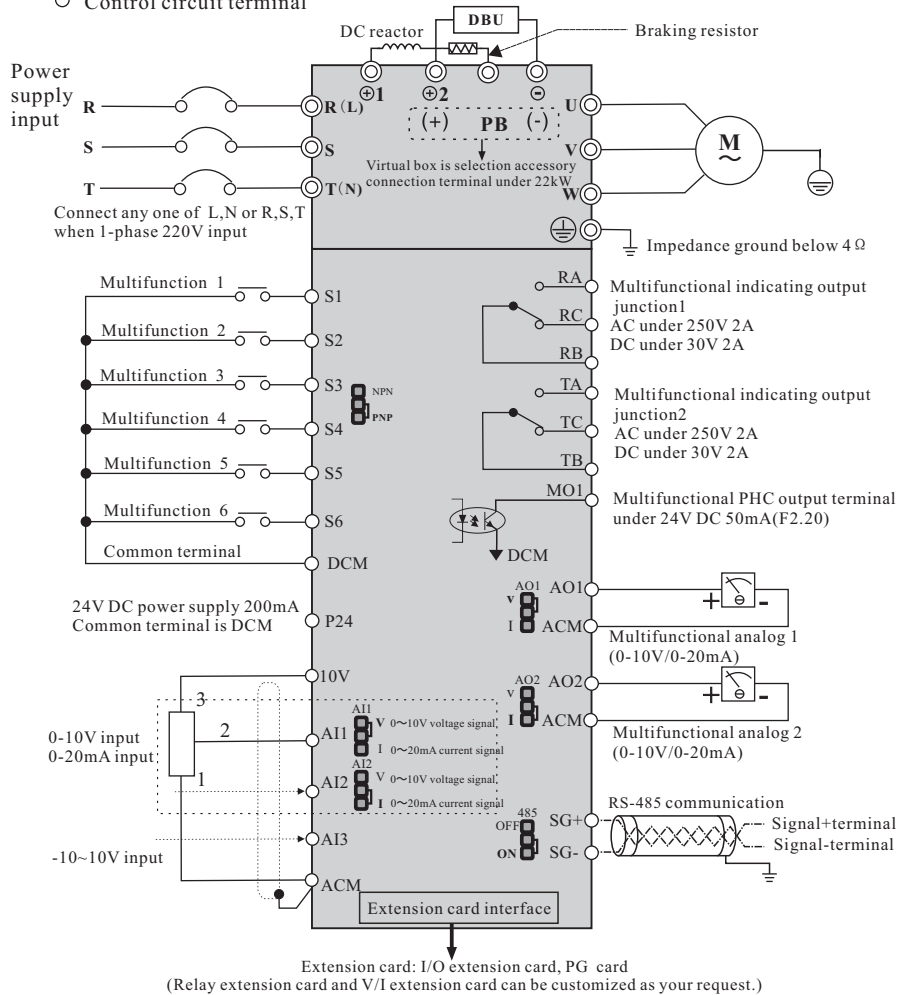 Control circuit terminal
DBU
DC reactor
Braking resistor
Power
supply
input
⊕1
⊕2
⊖
R
R(L)
S
S
T
T(N)
(+) PB (-)
Virtual box is selection accessory
connection terminal under 22kW
U
V
W
M
～
Connect any one of L,N or R,S,T
when 1-phase 220V input
Impedance ground below 4Ω
Multifunction 1
S1
Multifunction 2
S2
Multifunction 3
S3
Multifunction 4
S4
Multifunction 5
S5
Multifunction 6
S6
Common terminal
DCM
NPN
PNP
RA
RC
RB
Multifunctional indicating output
junction1
AC under 250V 2A
DC under 30V 2A
TA
TC
TB
Multifunctional indicating output
junction2
AC under 250V 2A
DC under 30V 2A
MO1
Multifunctional PHC output terminal
under 24V DC 50mA(F2.20)
DCM
24V DC power supply 200mA
Common terminal is DCM
P24
AO1
V
I
AO1
ACM
+
-
Multifunctional analog 1
(0-10V/0-20mA)
AO2
V
I
AO2
ACM
+
-
Multifunctional analog 2
(0-10V/0-20mA)
10V
3
2
1
0-10V input
0-20mA input
AI1
AI1
V 0～10V voltage signal
I 0～20mA current signal
AI2
AI2
V 0～10V voltage signal
I 0～20mA current signal
AI3
-10~10V input
ACM
485
OFF
ON
SG+
SG-
RS-485 communication
Signal+terminal
Signal-terminal
Extension card interface
Extension card: I/O extension card, PG card
(Relay extension card and V/I extension card can be customized as your request.)